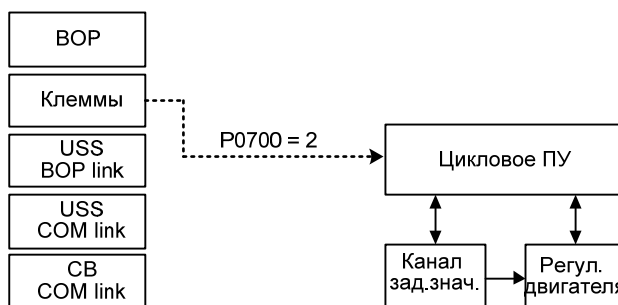 BOP
Клеммы
USS
BOP link
USS
COM link
CB
COM link
P0700 = 2
Цикловое ПУ
Канал
зад.знач.
Регул.
двигателя